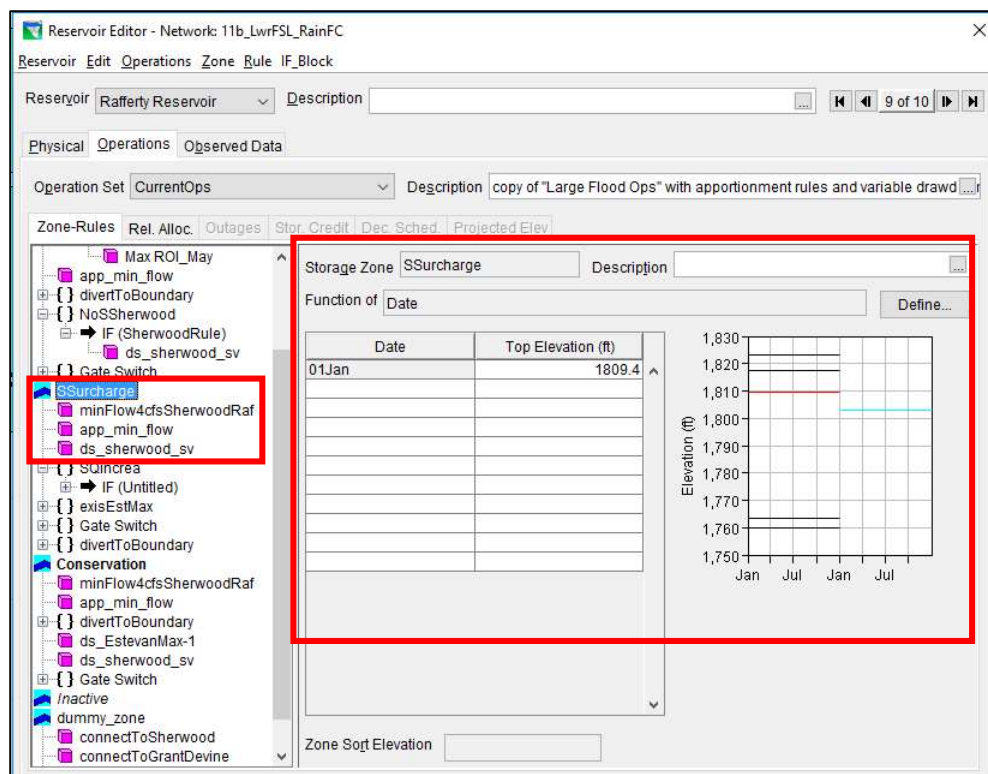 Reservoir Editor - Network: 11b_LwrFSL_RainFC
Reservoir Edit Operations Zone Rule IF_Block
Reservoir Rafferty Reservoir Description ... 9 of 10
Physical Operations Observed Data
Operation Set CurrentOps Description copy of "Large Flood Ops" with apportionment rules and variable drawd ...
Zone-Rules Rel. Alloc. Outages Stor. Credit Dec. Sched. Projected Elev
Max ROI_May
app_min_flow
{ } divertToBoundary
{ } NoSSherwood
IF (SherwoodRule)
ds_sherwood_sv
{ } Gate Switch
SSurcharge
minFlow4cfsSherwoodRaf
app_min_flow
ds_sherwood_sv
{ } SQincrea
IF (Untitled)
{ } exisEstMax
{ } Gate Switch
{ } divertToBoundary
Conservation
minFlow4cfsSherwoodRaf
app_min_flow
{ } divertToBoundary
ds_EstevanMax-1
ds_sherwood_sv
{ } Gate Switch
Inactive
dummy_zone
connectToSherwood
connectToGrantDevine
Storage Zone SSurcharge Description ...
Function of Date Define...
Date Top Elevation (ft)
01Jan 1809.4
Elevation (ft)
1,830
1,820
1,810
1,800
1,790
1,780
1,770
1,760
1,750
Jan Jul Jan Jul
Zone Sort Elevation